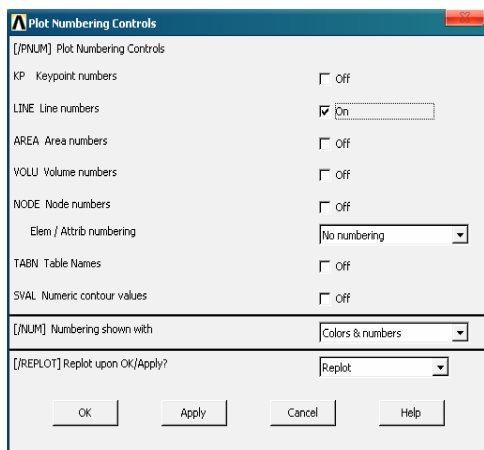 Plot Numbering Controls
[/PNUM] Plot Numbering Controls
KP Keypoint numbers Off
LINE Line numbers On
AREA Area numbers Off
VOLU Volume numbers Off
NODE Node numbers Off
Elem / Attrib numbering No numbering
TABN Table Names Off
SVAL Numeric contour values Off
[/NUM] Numbering shown with Colors & numbers
[/REPLOT] Replot upon OK/Apply? Replot
OK Apply Cancel Help